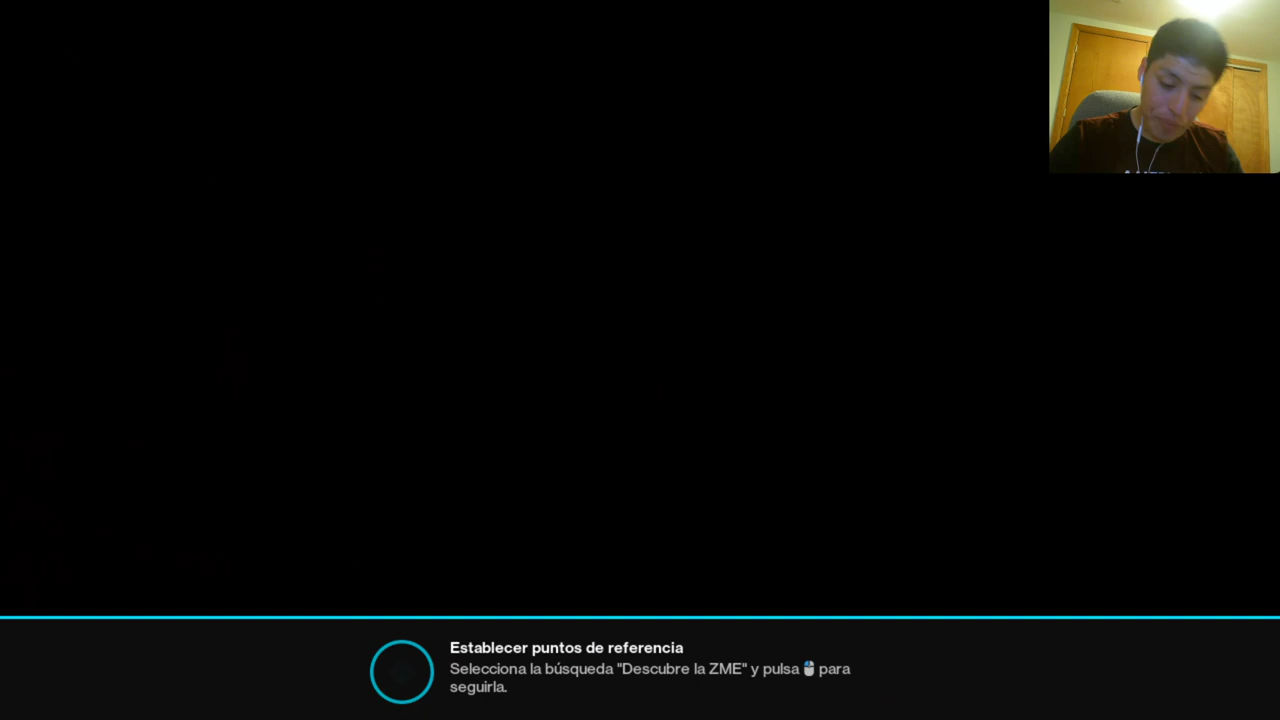 Establecer puntos de referencia
Selecciona la búsqueda "Descubre la ZME" y pulsa para
seguirla.